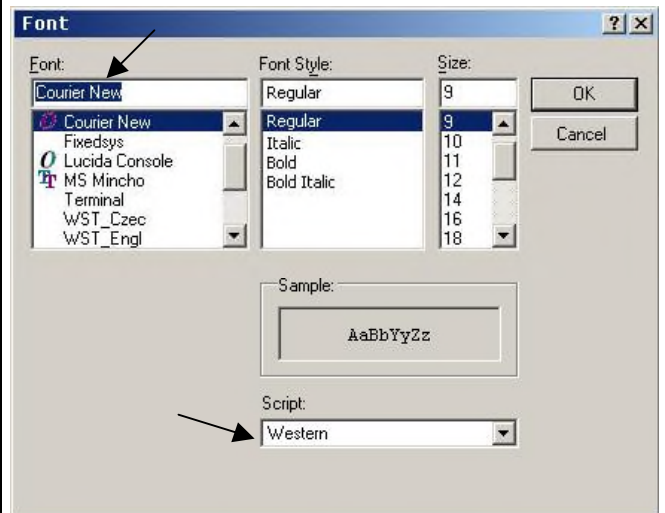 Font
Font: Font Style: Size:
Courier New Regular 9 OK
Courier New Regular 9 Cancel
Fixedsys Italic 10
Lucida Console Bold 11
MS Mincho Bold Italic 12
Terminal 14
WST_Czec 16
WST_Engl 18
Sample:
AaBbYyZz
Script:
Western